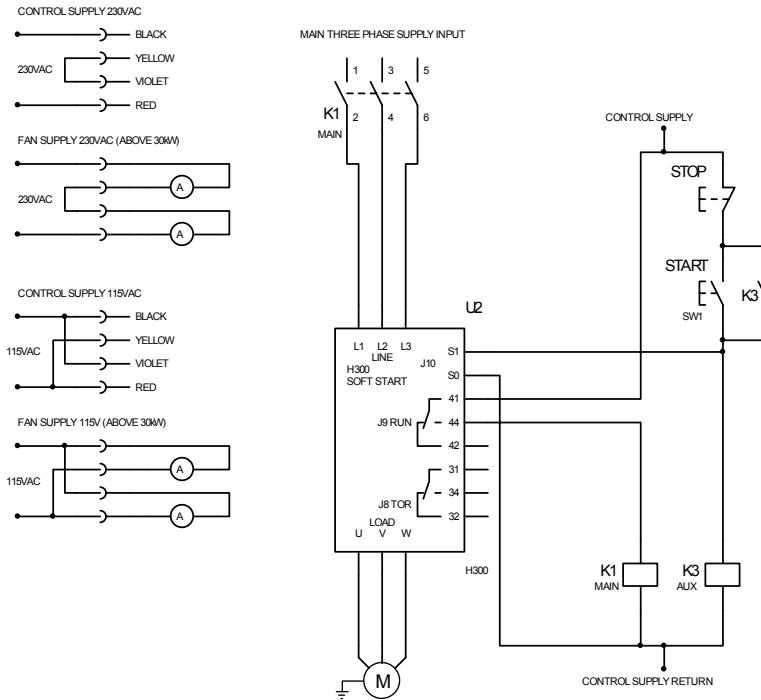 CONTROL SUPPLY 230VAC
BLACK
YELLOW
230VAC
VIOLET
RED
FAN SUPPLY 230VAC (ABOVE 30kW)
A
230VAC
A
CONTROL SUPPLY 115VAC
BLACK
YELLOW
115VAC
VIOLET
RED
FAN SUPPLY 115V (ABOVE 30kW)
A
115VAC
A
MAIN THREE PHASE SUPPLY INPUT
1 3 5
K1
2 4 6
MAIN
CONTROL SUPPLY
STOP
START
K3
SW1
U2
L1 L2 L3
LINE
S1
H300
J10
SOFT START
S0
41
J9 RUN
44
42
31
34
J8 TOR
32
LOAD
U V W
H300
K1
MAIN
K3
AUX
M
CONTROL SUPPLY RETURN